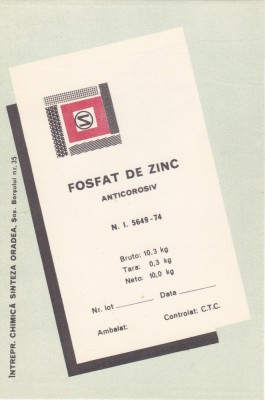 FOSFAT DE ZINC
ANTICOROSIV
N. I. 5649-74
Bruto: 10,3 kg
Tara: 0,3 kg
Neto: 10,0 kg
Nr. lot Data
Ambalat: Controlat: C.T.C.
ÎNTREPR. CHIMICĂ SINTEZA ORADEA, Șos. Borșului nr. 35